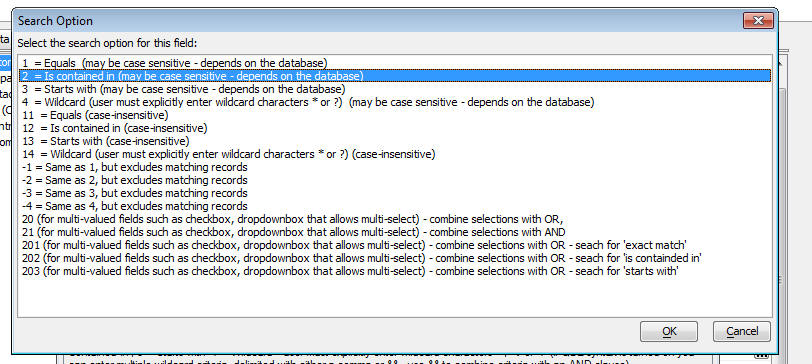 Search Option
Select the search option for this field:
1 = Equals (may be case sensitive - depends on the database)
2 = Is contained in (may be case sensitive - depends on the database)
3 = Starts with (may be case sensitive - depends on the database)
4 = Wildcard (user must explicitly enter wildcard characters * or ?) (may be case sensitive - depends on the database)
11 = Equals (case-insensitive)
12 = Is contained in (case-insensitive)
13 = Starts with (case-insensitive)
14 = Wildcard (user must explicitly enter wildcard characters * or ?) (case-insensitive)
-1 = Same as 1, but excludes matching records
-2 = Same as 2, but excludes matching records
-3 = Same as 3, but excludes matching records
-4 = Same as 4, but excludes matching records
20 (for multi-valued fields such as checkbox, dropdownbox that allows multi-select) - combine selections with OR,
21 (for multi-valued fields such as checkbox, dropdownbox that allows multi-select) - combine selections with AND
201 (for multi-valued fields such as checkbox, dropdownbox that allows multi-select) - combine selections with OR - seach for 'exact match'
202 (for multi-valued fields such as checkbox, dropdownbox that allows multi-select) - combine selections with OR - seach for 'is containded in'
203 (for multi-valued fields such as checkbox, dropdownbox that allows multi-select) - combine selections with OR - seach for 'starts with'
OK Cancel